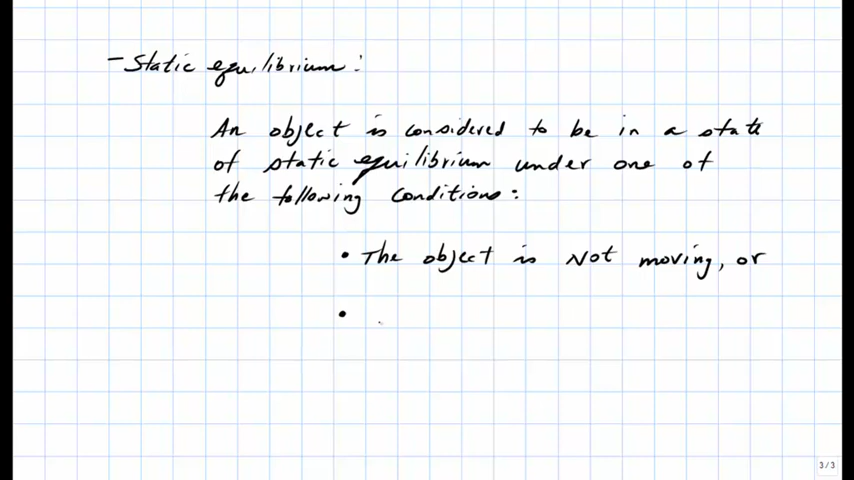 - Static equilibrium:
An object is considered to be in a state
of static equilibrium under one of
the following conditions:
• The object is Not moving, or
•
3/3